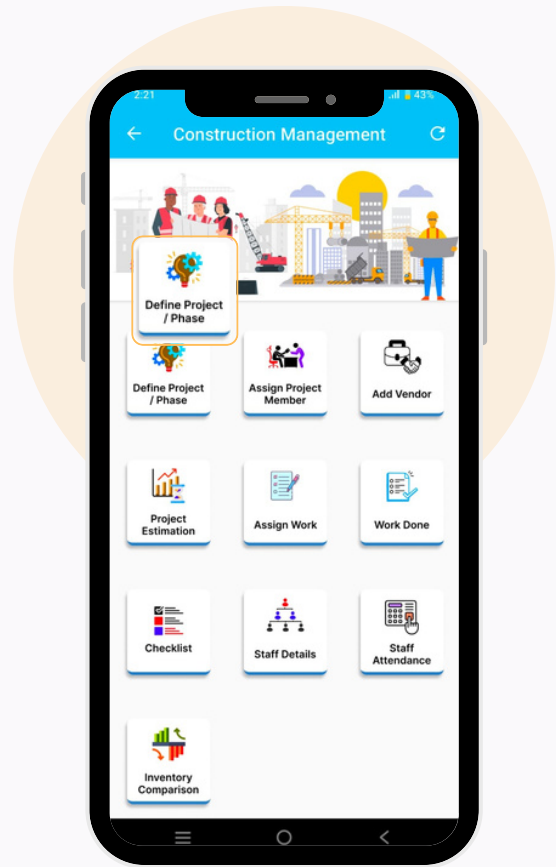 2:21
43%
Construction Management
Define Project
/ Phase
Define Project
/ Phase
Assign Project
Member
Add Vendor
Project
Estimation
Assign Work
Work Done
Checklist
Staff Details
Staff
Attendance
Inventory
Comparison